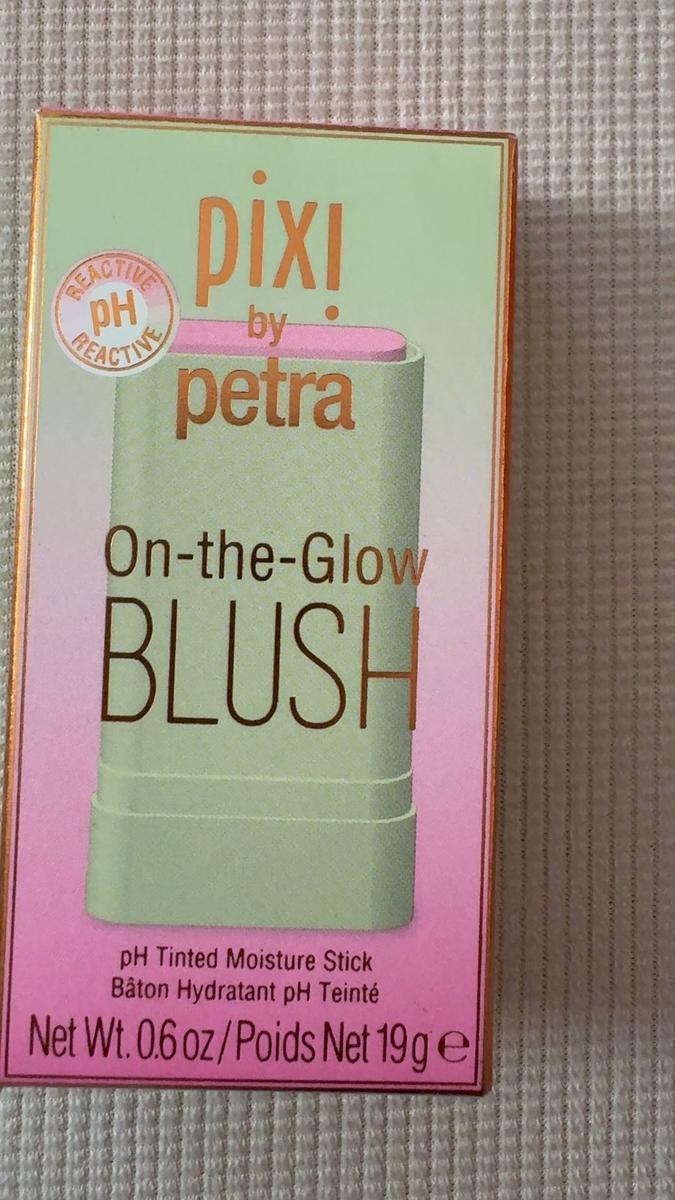 pixi
by
petra
REACTIVE
pH
REACTIVE
On-the-Glow
BLUSH
pH Tinted Moisture Stick
Bâton Hydratant pH Teinté
Net Wt. 0.6 oz/Poids Net 19g e